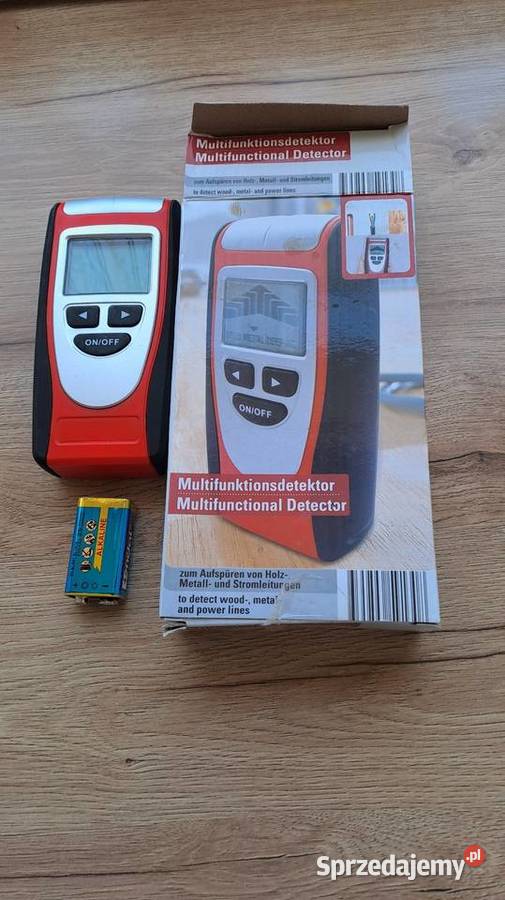 Multifunktionsdetektor
Multifunctional Detector
zum Aufspüren von Holz-, Metall- und Stromleitungen
to detect wood-, metal- and power lines
ON/OFF
METAL
ON/OFF
Multifunktionsdetektor
Multifunctional Detector
zum Aufspüren von Holz-,
Metall- und Stromleitungen
to detect wood-, metal
and power lines
ALKALINE
Sprzedajemy.pl